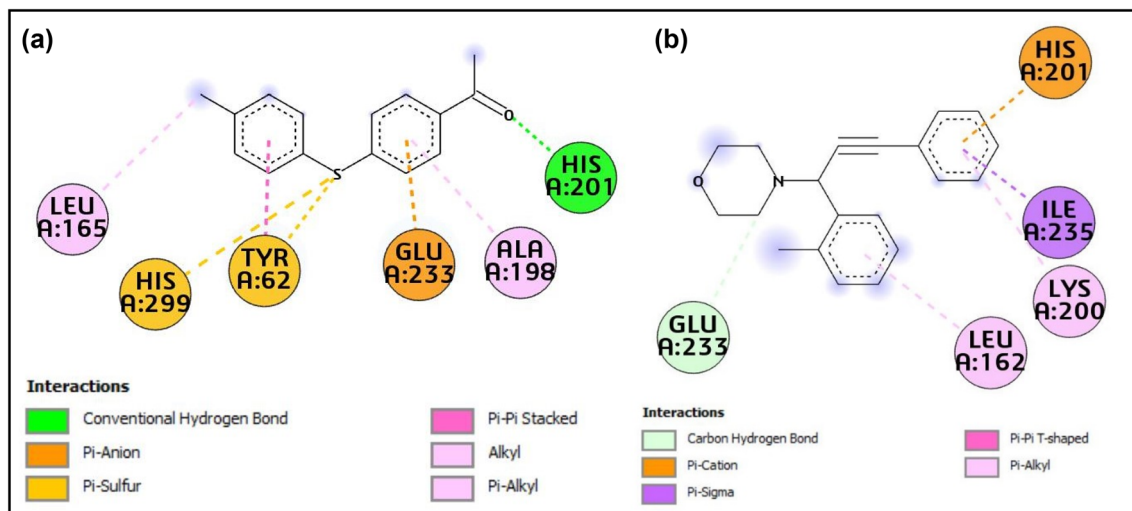 (a)
O
S
LEU
A:165
HIS
A:299
TYR
A:62
GLU
A:233
ALA
A:198
HIS
A:201
Interactions
Conventional Hydrogen Bond
Pi-Anion
Pi-Sulfur
Pi-Pi Stacked
Alkyl
Pi-Alkyl
(b)
HIS
A:201
O
N
ILE
A:235
LYS
A:200
GLU
A:233
LEU
A:162
Interactions
Carbon Hydrogen Bond
Pi-Cation
Pi-Sigma
Pi-Pi T-shaped
Pi-Alkyl